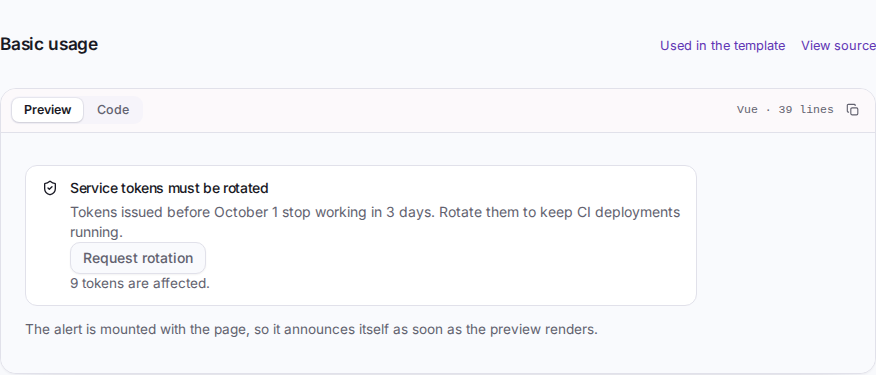 Basic usage
Used in the template View source
Preview Code
Vue · 39 lines
Service tokens must be rotated
Tokens issued before October 1 stop working in 3 days. Rotate them to keep CI deployments
running.
Request rotation
9 tokens are affected.
The alert is mounted with the page, so it announces itself as soon as the preview renders.